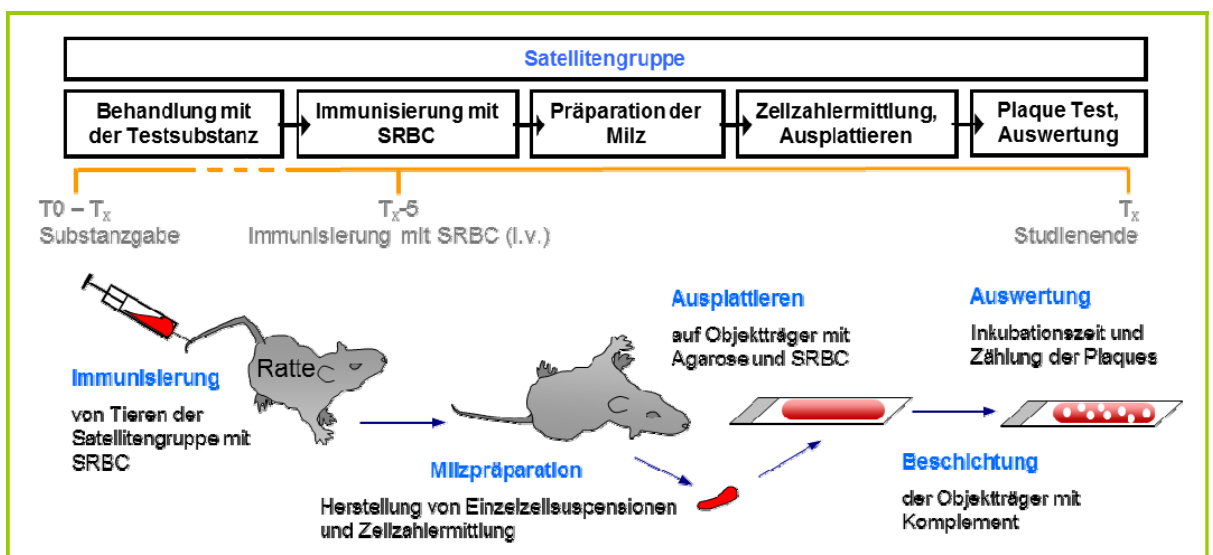 Satellitengruppe
Behandlung mit
der Testsubstanz
Immunisierung mit
SRBC
Präparation der
Milz
Zellzahlermittlung,
Ausplattieren
Plaque Test,
Auswertung
T0 – Tx
Substanzgabe
Tx-5
Immunisierung mit SRBC (i.v.)
Tx
Studienende
Ratte
Immunisierung
von Tieren der
Satellitengruppe mit
SRBC
Milzpräparation
Herstellung von Einzelzellsuspensionen
und Zellzahlermittlung
Ausplattieren
auf Objektträger mit
Agarose und SRBC
Auswertung
Inkubationszeit und
Zählung der Plaques
Beschichtung
der Objektträger mit
Komplement